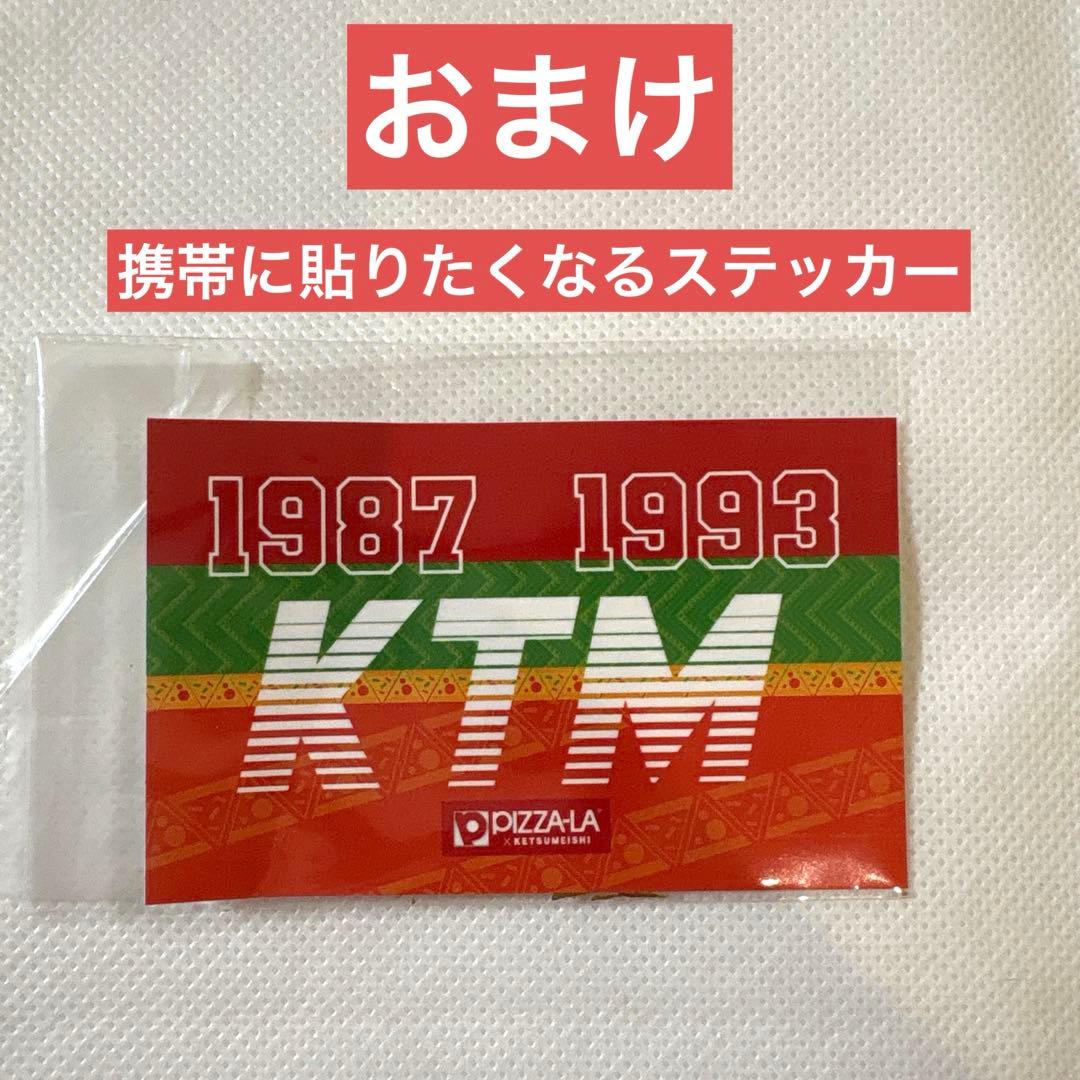 おまけ
携帯に貼りたくなるステッカー
1987 1993
KTM
PIZZA-LA
×KETSUMEISHI